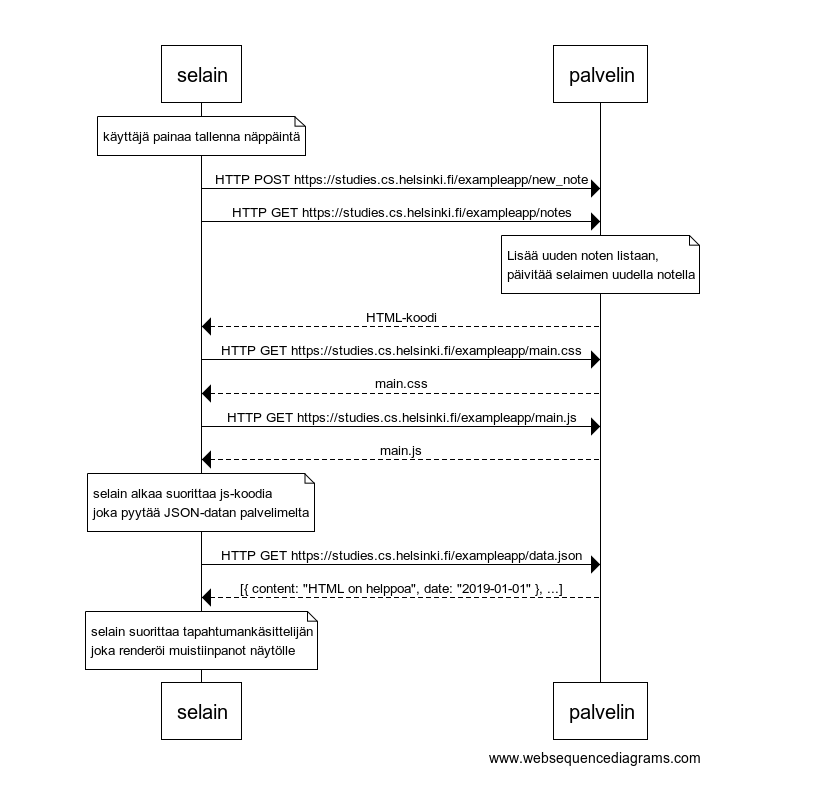 selain
palvelin
käyttäjä painaa tallenna näppäintä
HTTP POST https://studies.cs.helsinki.fi/exampleapp/new_note
HTTP GET https://studies.cs.helsinki.fi/exampleapp/notes
Lisää uuden noten listaan,
päivitää selaimen uudella notella
HTML-koodi
HTTP GET https://studies.cs.helsinki.fi/exampleapp/main.css
main.css
HTTP GET https://studies.cs.helsinki.fi/exampleapp/main.js
main.js
selain alkaa suorittaa js-koodia
joka pyytää JSON-datan palvelimelta
HTTP GET https://studies.cs.helsinki.fi/exampleapp/data.json
[{ content: "HTML on helppoa", date: "2019-01-01" }, ...]
selain suorittaa tapahtumankäsittelijän
joka renderöi muistiinpanot näytölle
selain
palvelin
www.websequencediagrams.com